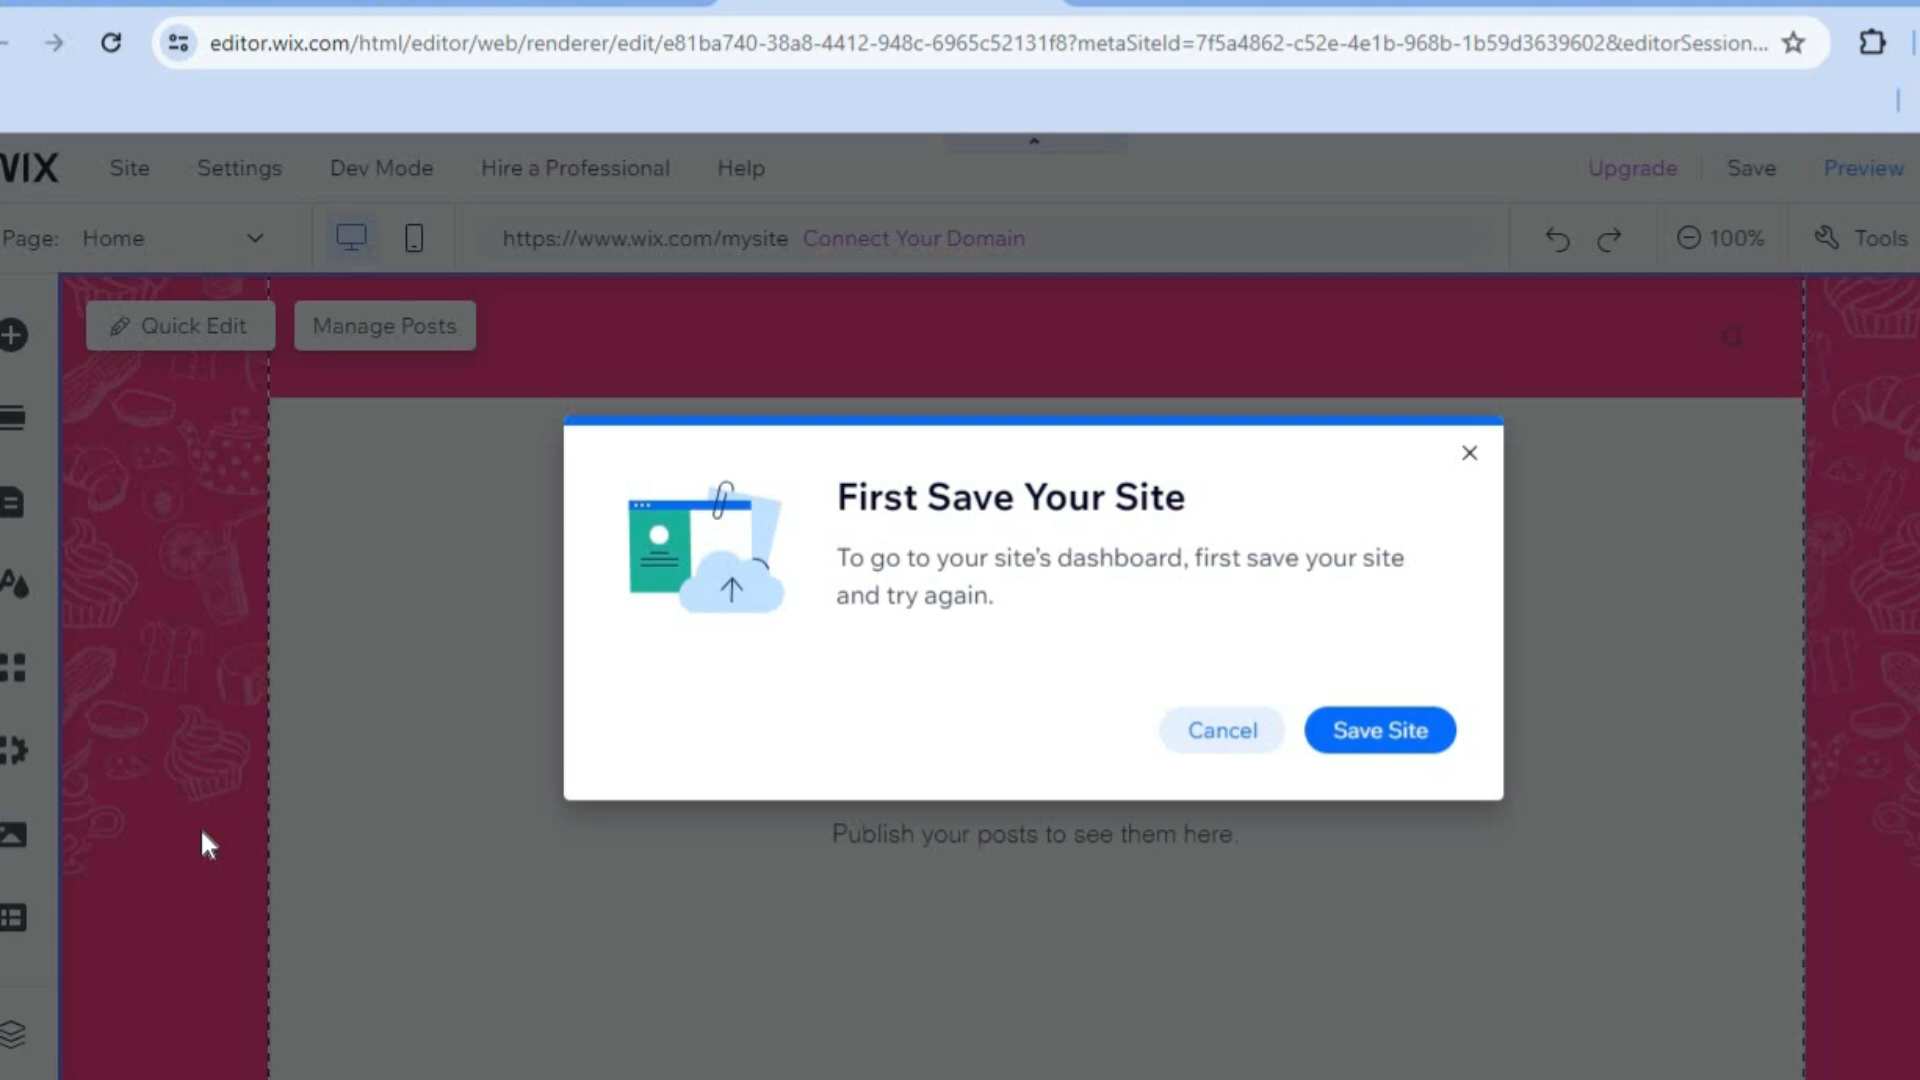 editor.wix.com/html/editor/web/renderer/edit/e81ba740-38a8-4412-948c-6965c52131f8?metaSiteId=7f5a4862-c52e-4e1b-968b-1b59d3639602&editorSession...
WIX Site Settings Dev Mode Hire a Professional Help Upgrade Save Preview
Page: Home https://www.wix.com/mysite Connect Your Domain 100% Tools
Quick Edit Manage Posts
First Save Your Site
To go to your site's dashboard, first save your site
and try again.
Cancel Save Site
Publish your posts to see them here.